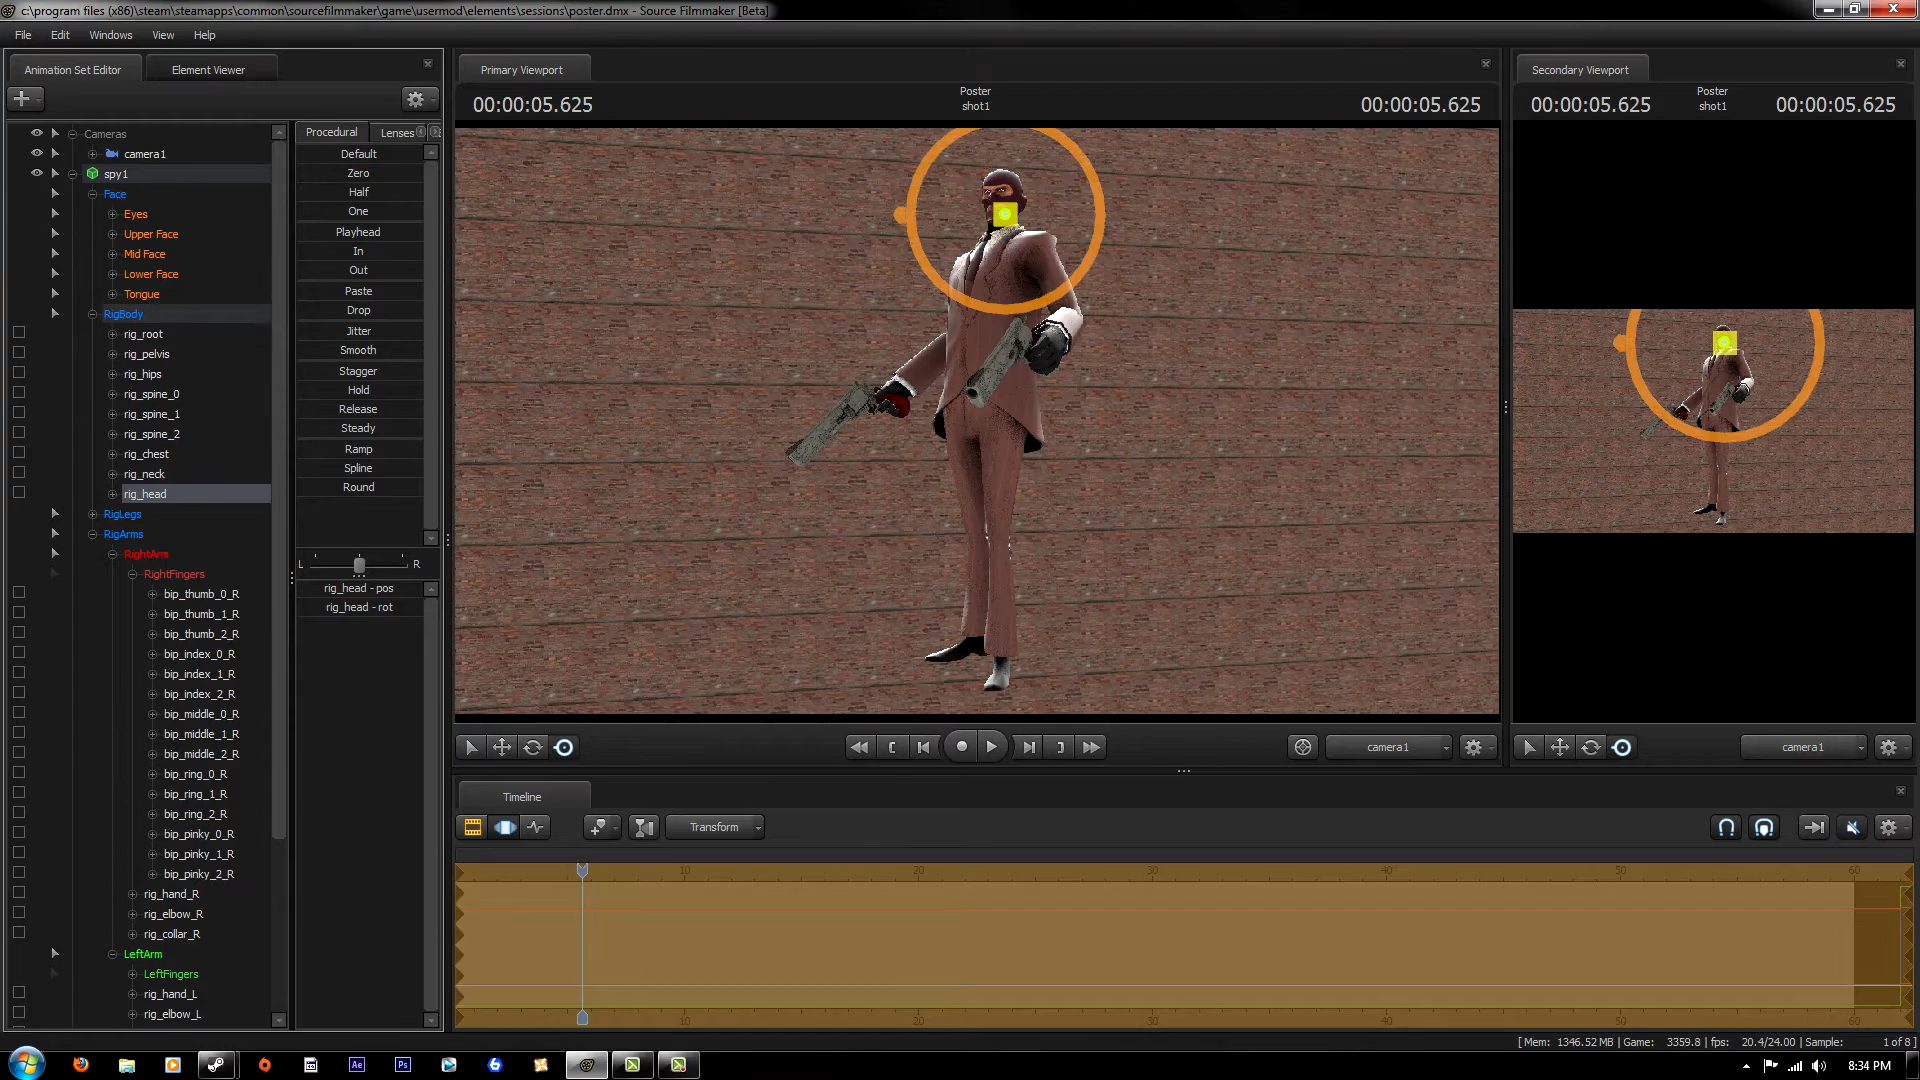 c:\program files (x86)\steam\steamapps\common\sourcefilmmaker\game\usermod\elements\sessions\poster.dmx - Source Filmmaker [Beta]
File Edit Windows View Help
Animation Set Editor Element Viewer
Cameras
camera1
spy1
Face
Eyes
Upper Face
Mid Face
Lower Face
Tongue
RigBody
rig_root
rig_pelvis
rig_hips
rig_spine_0
rig_spine_1
rig_spine_2
rig_chest
rig_neck
rig_head
RigLegs
RigArms
RightArm
RightFingers
bip_thumb_0_R
bip_thumb_1_R
bip_thumb_2_R
bip_index_0_R
bip_index_1_R
bip_index_2_R
bip_middle_0_R
bip_middle_1_R
bip_middle_2_R
bip_ring_0_R
bip_ring_1_R
bip_ring_2_R
bip_pinky_0_R
bip_pinky_1_R
bip_pinky_2_R
rig_hand_R
rig_elbow_R
rig_collar_R
LeftArm
LeftFingers
rig_hand_L
rig_elbow_L
Procedural Lenses
Default
Zero
Half
One
Playhead
In
Out
Paste
Drop
Jitter
Smooth
Stagger
Hold
Release
Steady
Ramp
Spline
Round
L R
rig_head - pos
rig_head - rot
Primary Viewport
00:00:05.625
Poster
shot1
00:00:05.625
camera1
Secondary Viewport
00:00:05.625
Poster
shot1
00:00:05.625
camera1
Timeline
Transform
10 20 30 40 50 60
10 20 30 40 50 60
[ Mem: 1346.52 MB | Game: 3359.8 | fps: 20.4/24.00 | Sample: 1 of 8 ]
Ae Ps
8:34 PM